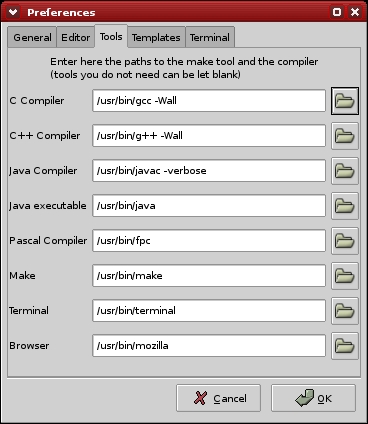 Preferences
General Editor Tools Templates Terminal
Enter here the paths to the make tool and the compiler
(tools you do not need can be let blank)
C Compiler /usr/bin/gcc -Wall
C++ Compiler /usr/bin/g++ -Wall
Java Compiler /usr/bin/javac -verbose
Java executable /usr/bin/java
Pascal Compiler /usr/bin/fpc
Make /usr/bin/make
Terminal /usr/bin/terminal
Browser /usr/bin/mozilla
Cancel OK